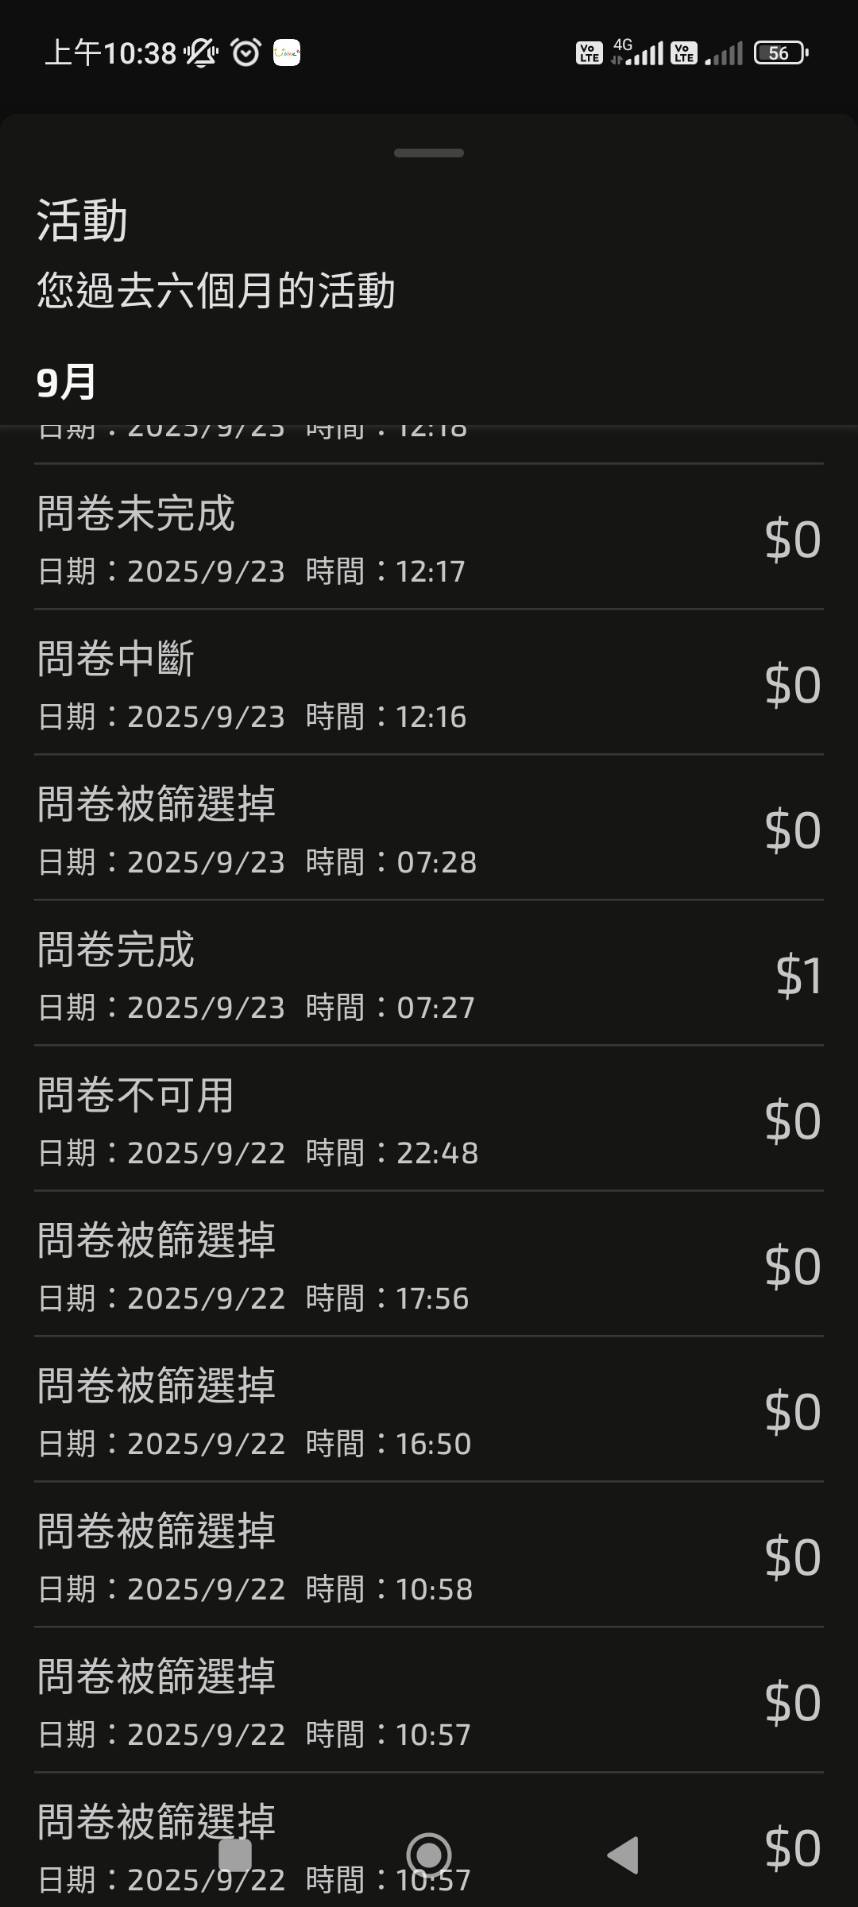 上午10:38
4G
Vo LTE
Vo LTE
56
活動
您過去六個月的活動
9月
日期：2025/9/23 時間：12:18
問卷未完成
$0
日期：2025/9/23 時間：12:17
問卷中斷
$0
日期：2025/9/23 時間：12:16
問卷被篩選掉
$0
日期：2025/9/23 時間：07:28
問卷完成
$1
日期：2025/9/23 時間：07:27
問卷不可用
$0
日期：2025/9/22 時間：22:48
問卷被篩選掉
$0
日期：2025/9/22 時間：17:56
問卷被篩選掉
$0
日期：2025/9/22 時間：16:50
問卷被篩選掉
$0
日期：2025/9/22 時間：10:58
問卷被篩選掉
$0
日期：2025/9/22 時間：10:57
問卷被篩選掉
$0
日期：2025/9/22 時間：10:57